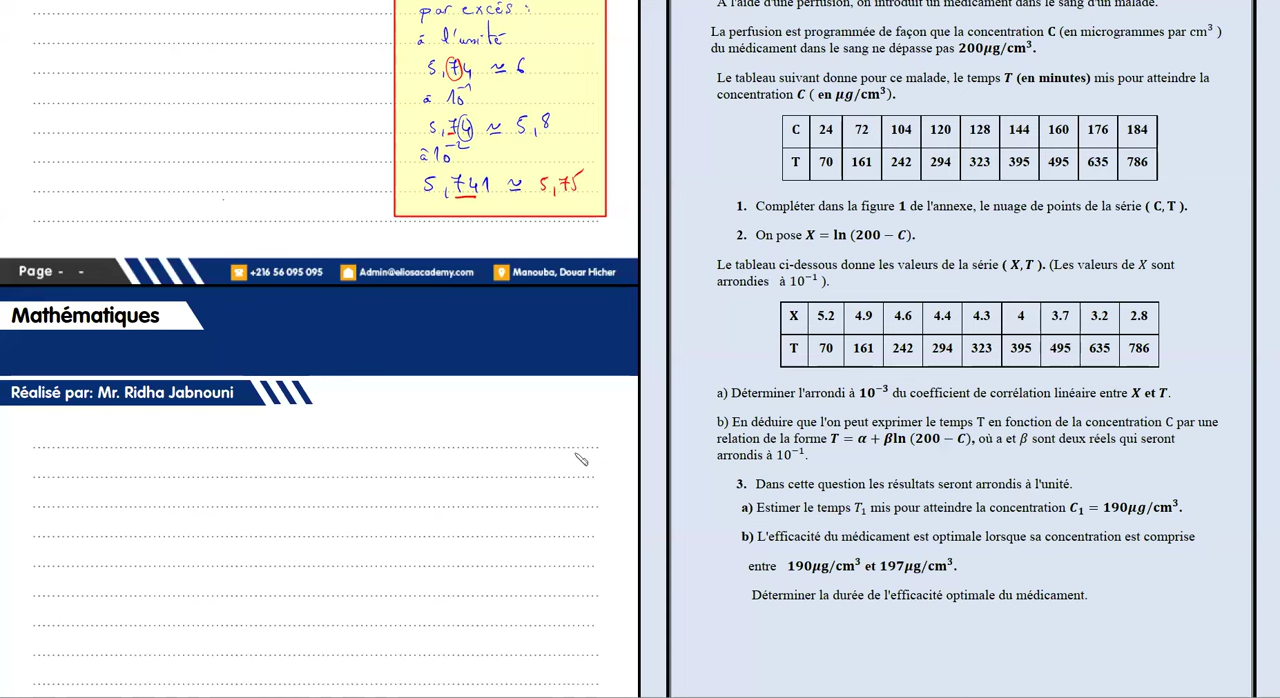 par excés :
à l'unité
5,74 ≃ 6
à 10⁻¹
5,74 ≃ 5,8
à 10⁻²
5,741 ≃ 5,75
Page - -
+216 56 095 095
Admin@eliosacademy.com
Manouba, Douar Hicher
Mathématiques
Réalisé par: Mr. Ridha Jabnouni
A l'aide d'une perfusion, on introduit un médicament dans le sang d'un malade.
La perfusion est programmée de façon que la concentration C (en microgrammes par cm³ )
du médicament dans le sang ne dépasse pas 200μg/cm³.
Le tableau suivant donne pour ce malade, le temps T (en minutes) mis pour atteindre la
concentration C ( en μg/cm³).
C 24 72 104 120 128 144 160 176 184
T 70 161 242 294 323 395 495 635 786
1. Compléter dans la figure 1 de l'annexe, le nuage de points de la série ( C, T ).
2. On pose X = ln (200 − C).
Le tableau ci-dessous donne les valeurs de la série ( X, T ). (Les valeurs de X sont
arrondies à 10⁻¹ ).
X 5.2 4.9 4.6 4.4 4.3 4 3.7 3.2 2.8
T 70 161 242 294 323 395 495 635 786
a) Déterminer l'arrondi à 10⁻³ du coefficient de corrélation linéaire entre X et T.
b) En déduire que l'on peut exprimer le temps T en fonction de la concentration C par une
relation de la forme T = α + βln (200 − C), où a et β sont deux réels qui seront
arrondis à 10⁻¹.
3. Dans cette question les résultats seront arrondis à l'unité.
a) Estimer le temps T₁ mis pour atteindre la concentration C₁ = 190μg/cm³.
b) L'efficacité du médicament est optimale lorsque sa concentration est comprise
entre 190μg/cm³ et 197μg/cm³.
Déterminer la durée de l'efficacité optimale du médicament.